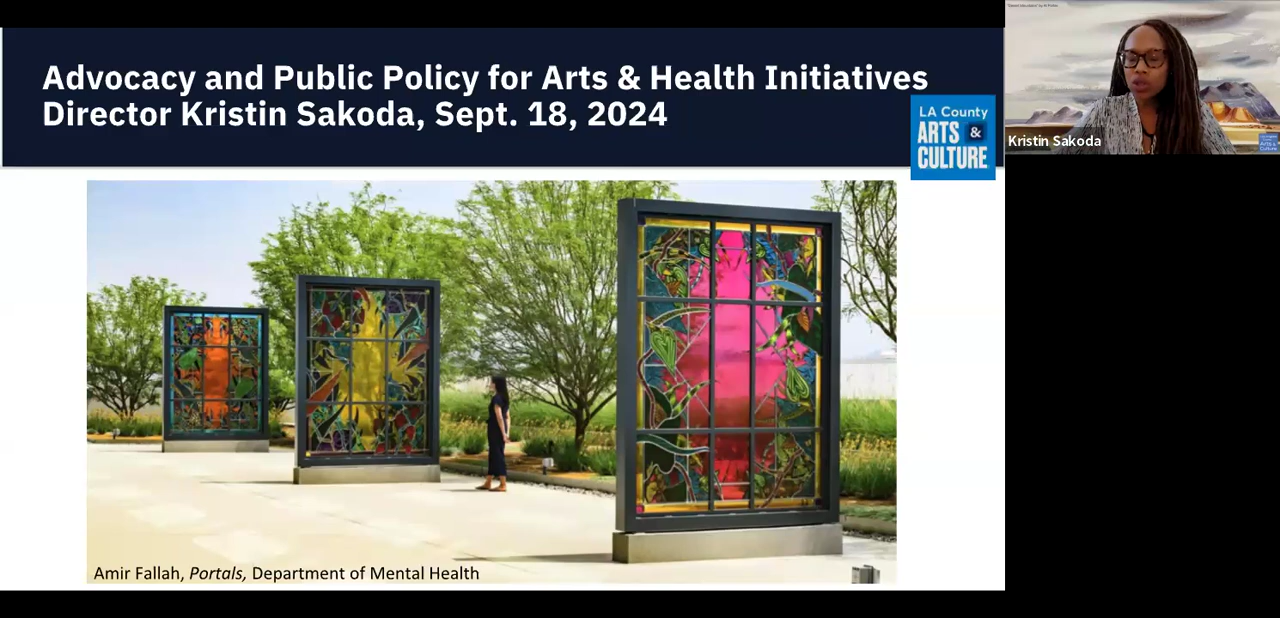 Advocacy and Public Policy for Arts & Health Initiatives
Director Kristin Sakoda, Sept. 18, 2024
LA County
ARTS &
CULTURE
Kristin Sakoda
Amir Fallah, Portals, Department of Mental Health